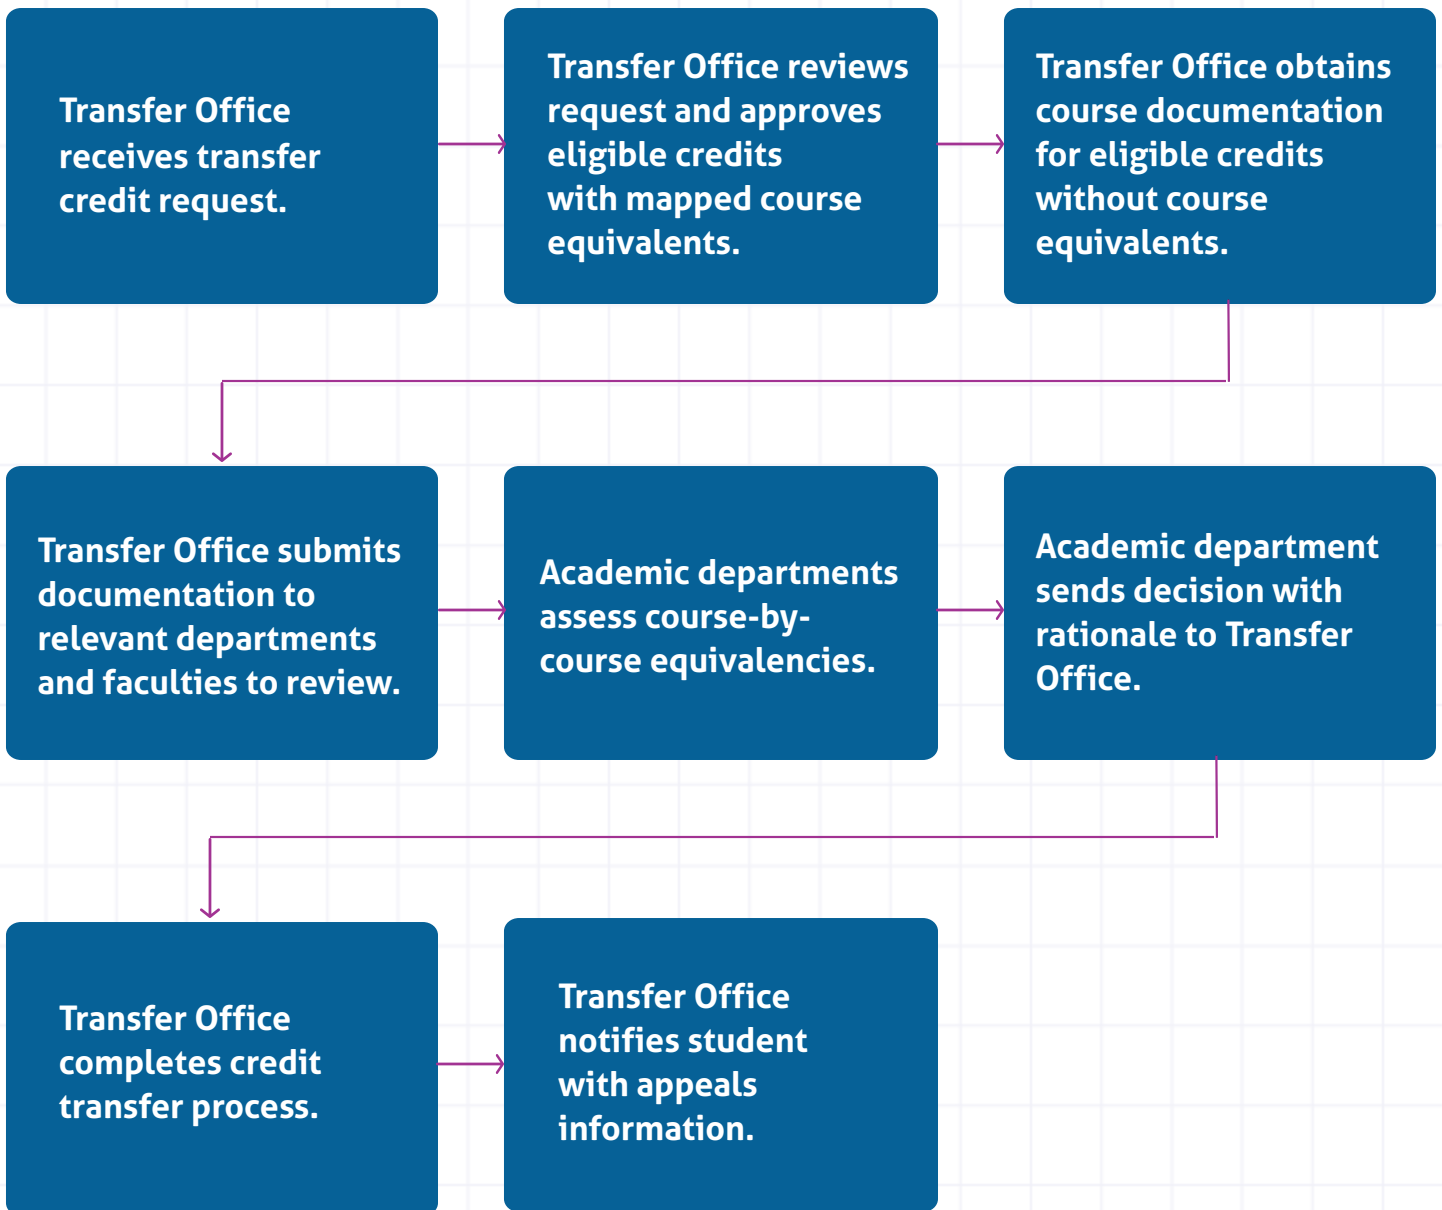 Transfer Office
receives transfer
credit request.
Transfer Office reviews
request and approves
eligible credits
with mapped course
equivalents.
Transfer Office obtains
course documentation
for eligible credits
without course
equivalents.
Transfer Office submits
documentation to
relevant departments
and faculties to review.
Academic departments
assess course-by-
course equivalencies.
Academic department
sends decision with
rationale to Transfer
Office.
Transfer Office
completes credit
transfer process.
Transfer Office
notifies student
with appeals
information.